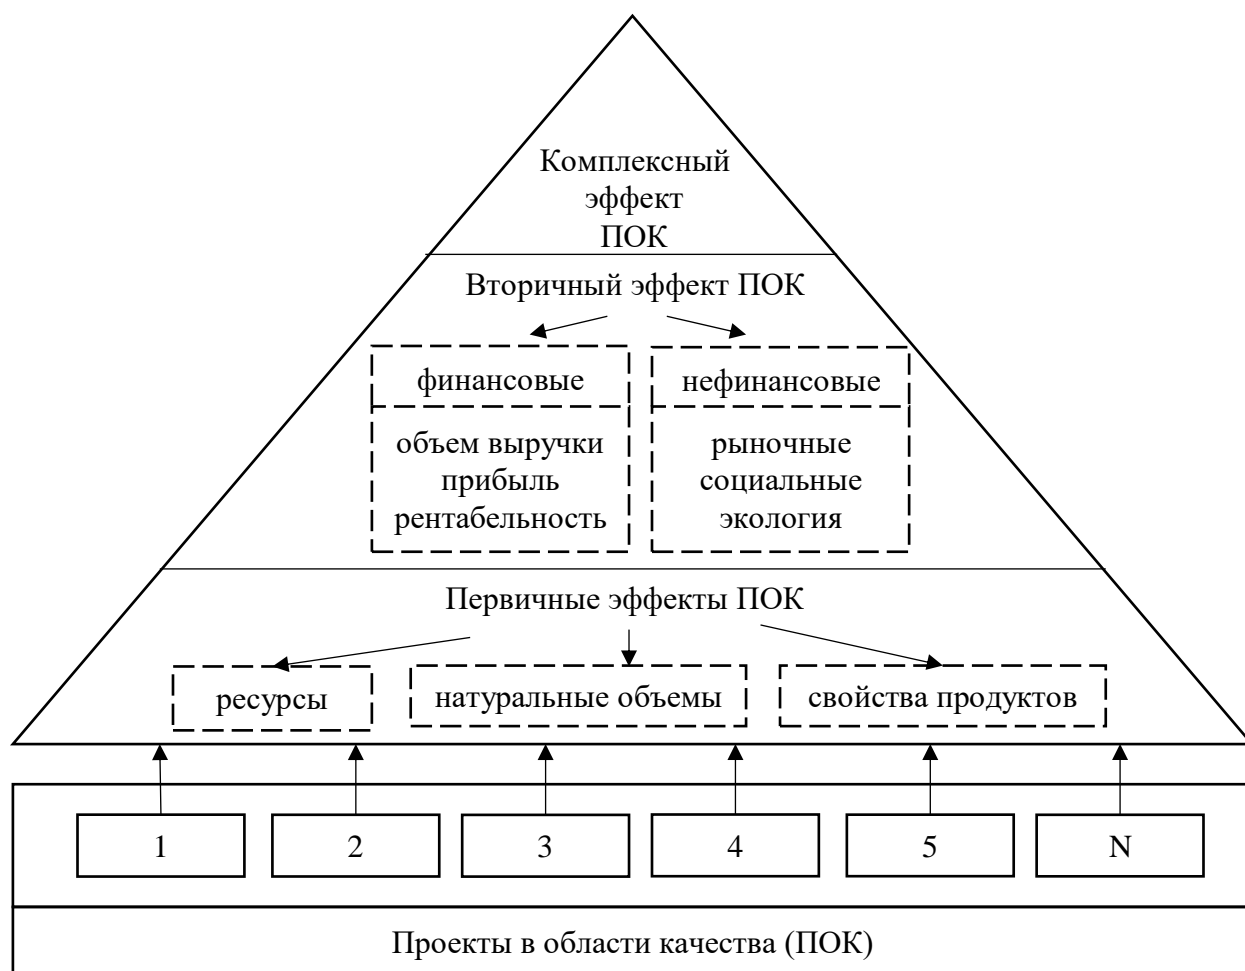 Комплексный
эффект
ПОК
Вторичный эффект ПОК
финансовые
нефинансовые
объем выручки
прибыль
рентабельность
рыночные
социальные
экология
Первичные эффекты ПОК
ресурсы
натуральные объемы
свойства продуктов
1
2
3
4
5
N
Проекты в области качества (ПОК)